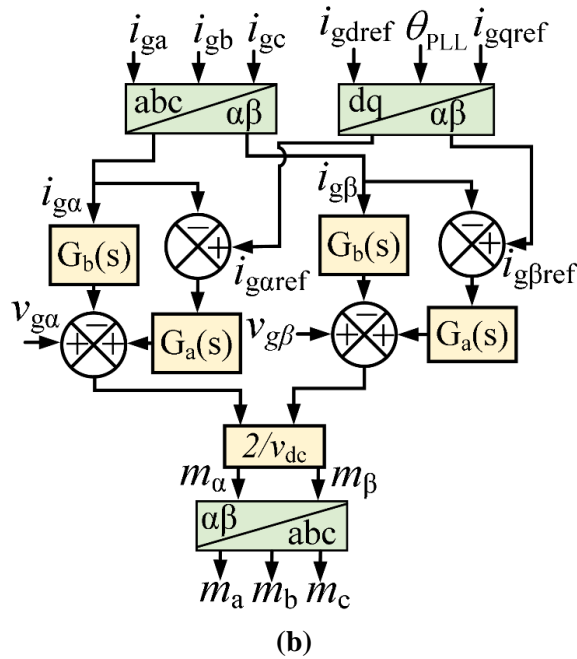 i_ga i_gb i_gc i_gdref θ_PLL i_gqref
abc αβ dq αβ
i_gα i_gβ
G_b(s) − + G_b(s) − +
i_gαref i_gβref
v_gα − + + G_a(s) v_gβ − + + G_a(s)
2/v_dc
m_α m_β
αβ abc
m_a m_b m_c
(b)